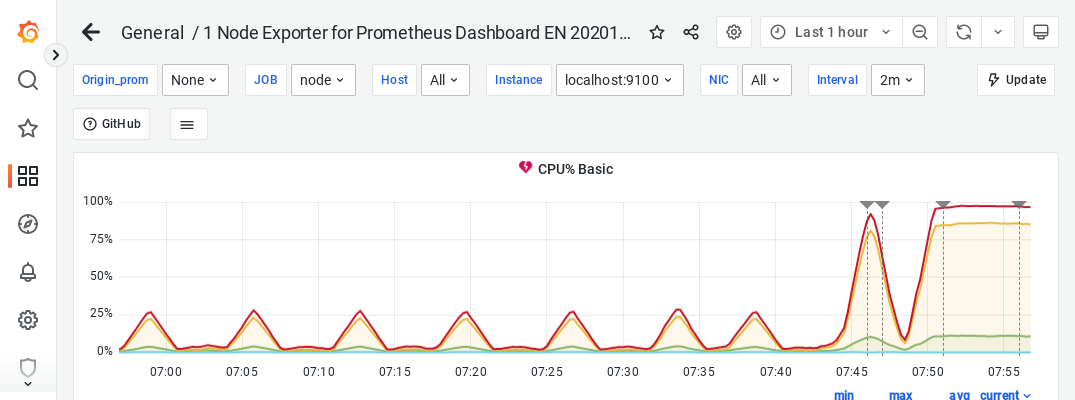 General / 1 Node Exporter for Prometheus Dashboard EN 20201...
Last 1 hour
Origin_prom None JOB node Host All Instance localhost:9100 NIC All Interval 2m Update
GitHub
CPU% Basic
100%
75%
50%
25%
0%
07:00 07:05 07:10 07:15 07:20 07:25 07:30 07:35 07:40 07:45 07:50 07:55
min max avg current